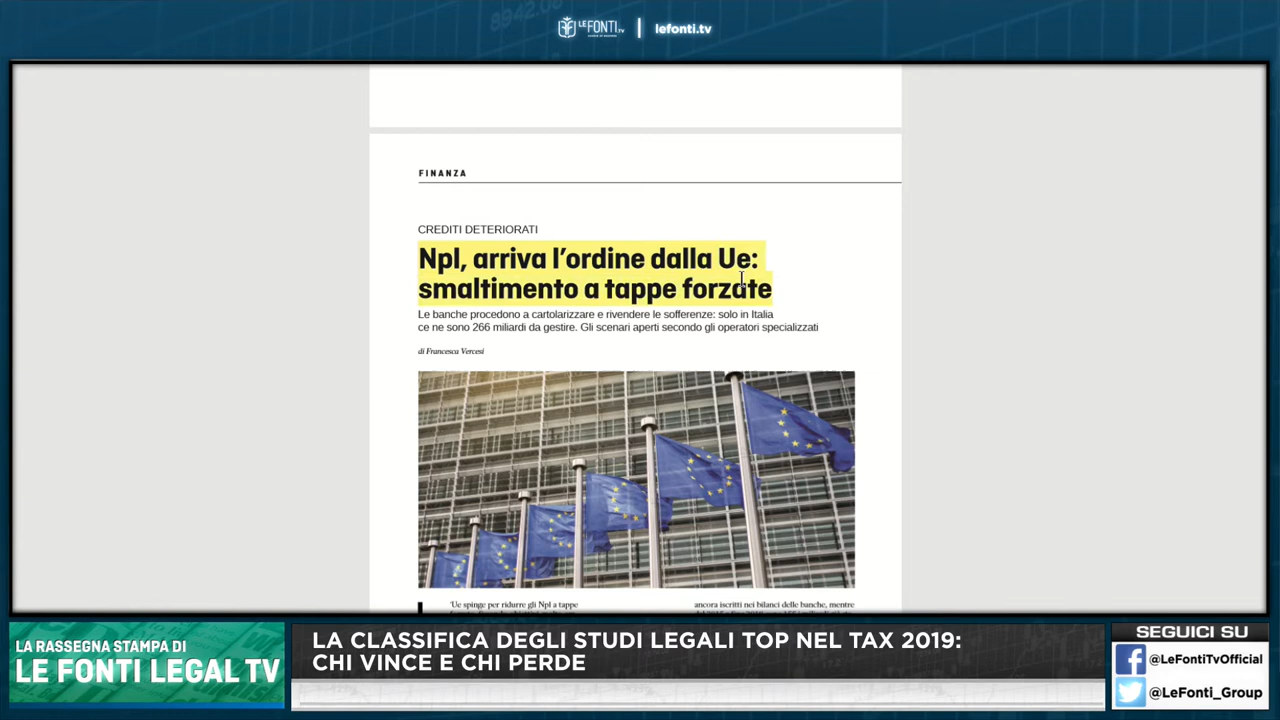 8942.08
LE FONTI.TV
lefonti.tv
FINANZA
CREDITI DETERIORATI
Npl, arriva l'ordine dalla Ue:
smaltimento a tappe forzate
Le banche procedono a cartolarizzare e rivendere le sofferenze: solo in Italia
ce ne sono 266 miliardi da gestire. Gli scenari aperti secondo gli operatori specializzati
di Francesca Vercesi
'Ue spinge per ridurre gli Npl a tappe
ancora iscritti nei bilanci delle banche, mentre
LA RASSEGNA STAMPA DI
LE FONTI LEGAL TV
LA CLASSIFICA DEGLI STUDI LEGALI TOP NEL TAX 2019:
CHI VINCE E CHI PERDE
SEGUICI SU
@LeFontiTvOfficial
@LeFonti_Group